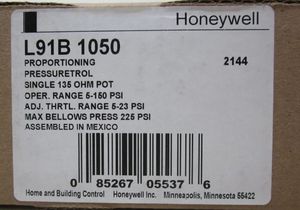 Honeywell
L91B 1050
PROPORTIONING 2144
PRESSURETROL
SINGLE 135 OHM POT
OPER. RANGE 5-150 PSI
ADJ. THRTL. RANGE 5-23 PSI
MAX BELLOWS PRESS 225 PSI
ASSEMBLED IN MEXICO
0 85267 05537 6
Home and Building Control Honeywell Inc. Minneapolis, Minnesota 55422